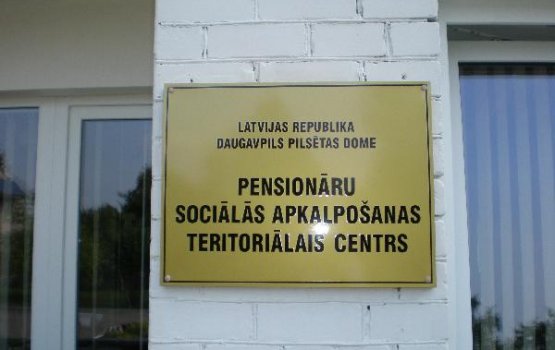 LATVIJAS REPUBLIKA
DAUGAVPILS PILSĒTAS DOME
PENSIONĀRU
SOCIĀLĀS APKALPOŠANAS
TERITORIĀLAIS CENTRS